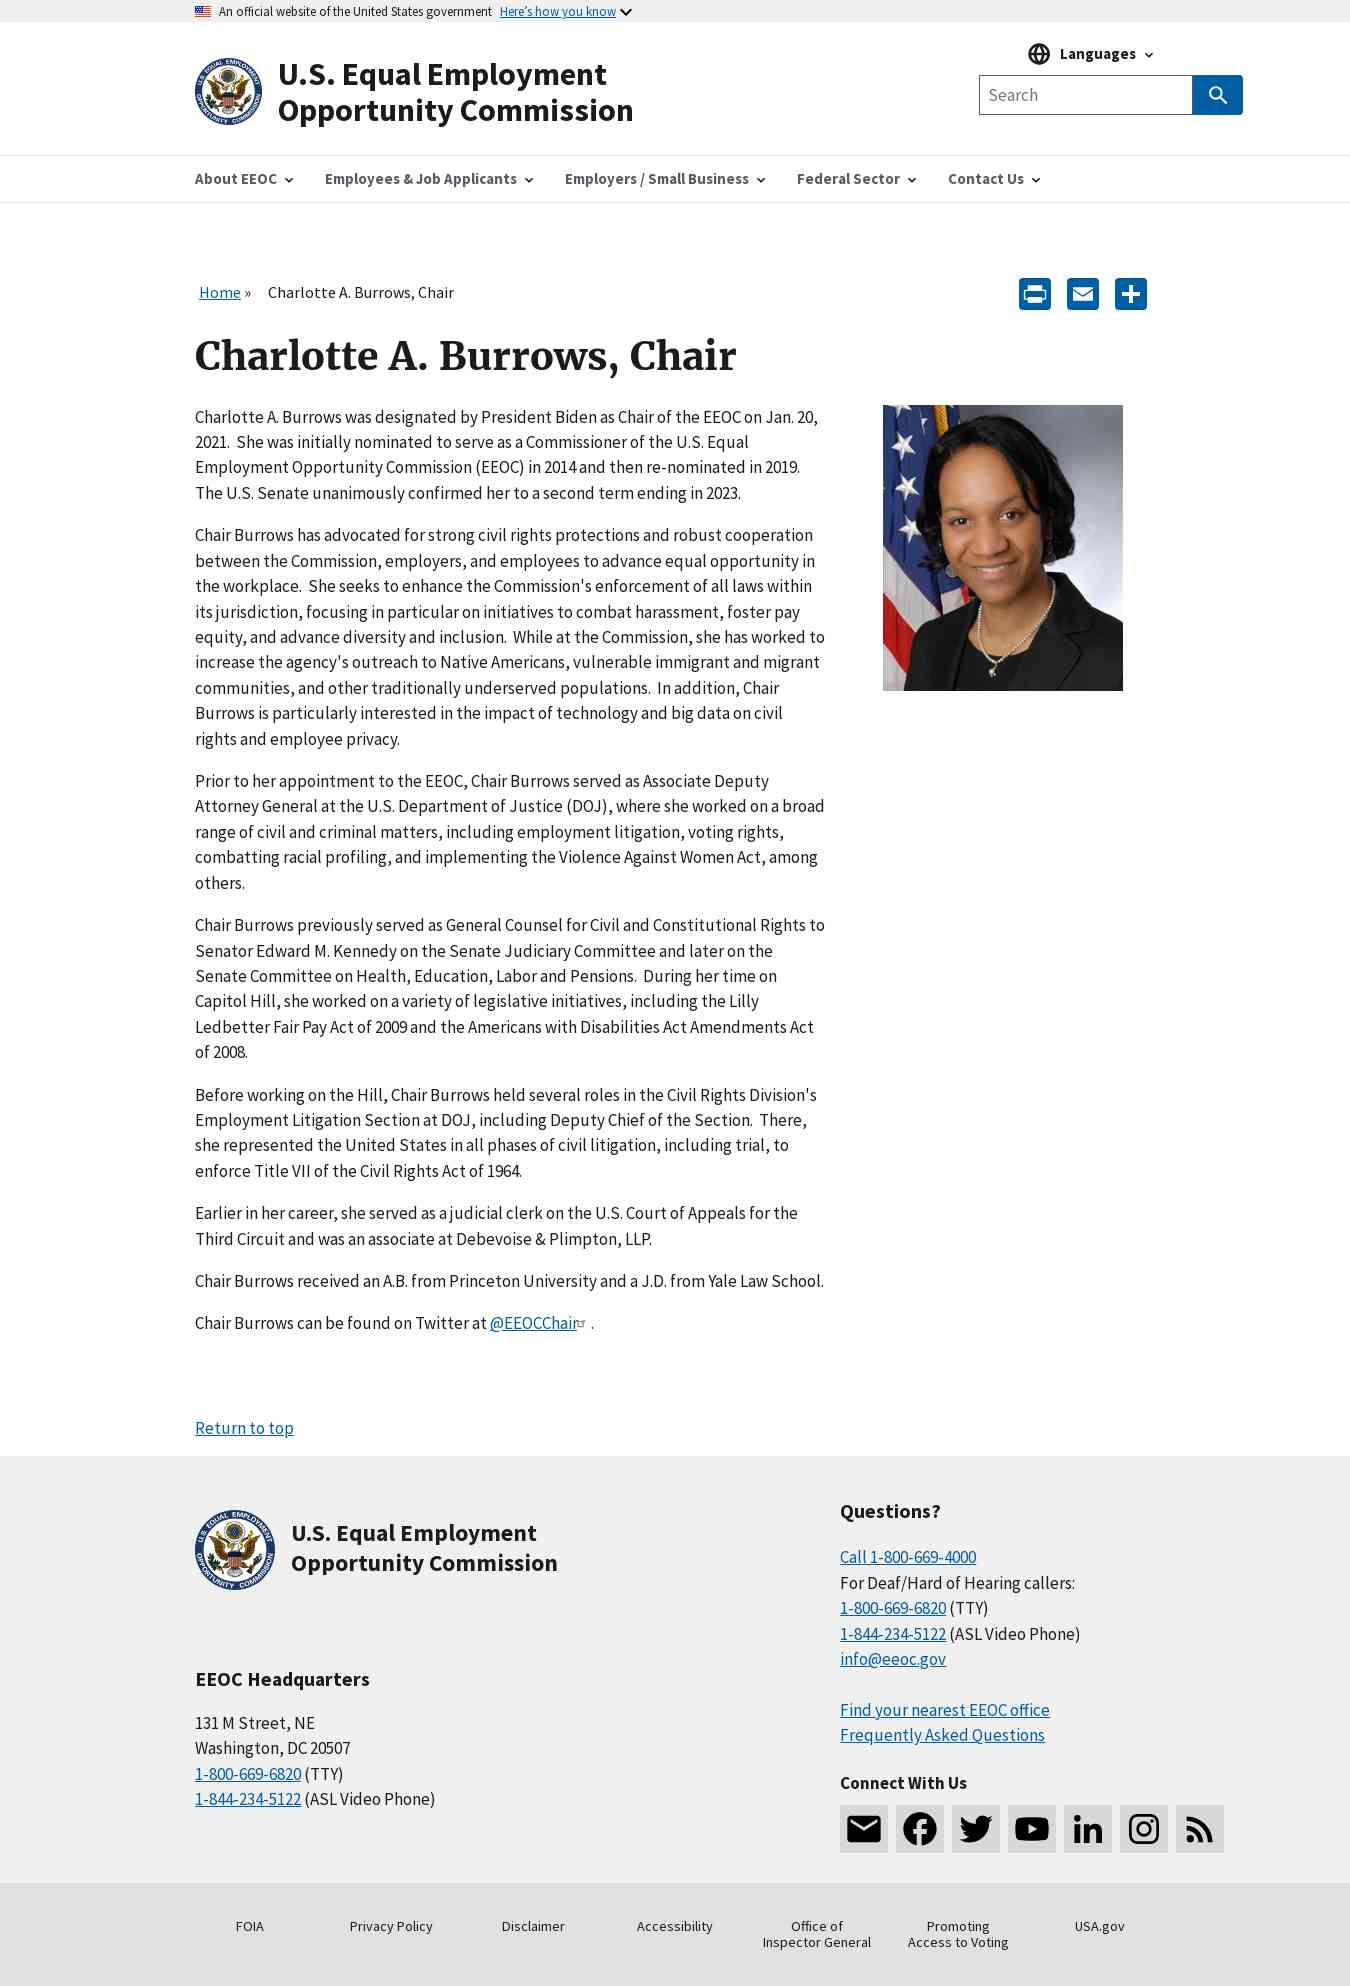 An official website of the United States government Here's how you know
U.S. Equal Employment
Opportunity Commission
Languages
Search
About EEOC
Employees & Job Applicants
Employers / Small Business
Federal Sector
Contact Us
Home » Charlotte A. Burrows, Chair
Charlotte A. Burrows, Chair
Charlotte A. Burrows was designated by President Biden as Chair of the EEOC on Jan. 20,
2021. She was initially nominated to serve as a Commissioner of the U.S. Equal
Employment Opportunity Commission (EEOC) in 2014 and then re-nominated in 2019.
The U.S. Senate unanimously confirmed her to a second term ending in 2023.
Chair Burrows has advocated for strong civil rights protections and robust cooperation
between the Commission, employers, and employees to advance equal opportunity in
the workplace. She seeks to enhance the Commission's enforcement of all laws within
its jurisdiction, focusing in particular on initiatives to combat harassment, foster pay
equity, and advance diversity and inclusion. While at the Commission, she has worked to
increase the agency's outreach to Native Americans, vulnerable immigrant and migrant
communities, and other traditionally underserved populations. In addition, Chair
Burrows is particularly interested in the impact of technology and big data on civil
rights and employee privacy.
Prior to her appointment to the EEOC, Chair Burrows served as Associate Deputy
Attorney General at the U.S. Department of Justice (DOJ), where she worked on a broad
range of civil and criminal matters, including employment litigation, voting rights,
combatting racial profiling, and implementing the Violence Against Women Act, among
others.
Chair Burrows previously served as General Counsel for Civil and Constitutional Rights to
Senator Edward M. Kennedy on the Senate Judiciary Committee and later on the
Senate Committee on Health, Education, Labor and Pensions. During her time on
Capitol Hill, she worked on a variety of legislative initiatives, including the Lilly
Ledbetter Fair Pay Act of 2009 and the Americans with Disabilities Act Amendments Act
of 2008.
Before working on the Hill, Chair Burrows held several roles in the Civil Rights Division's
Employment Litigation Section at DOJ, including Deputy Chief of the Section. There,
she represented the United States in all phases of civil litigation, including trial, to
enforce Title VII of the Civil Rights Act of 1964.
Earlier in her career, she served as a judicial clerk on the U.S. Court of Appeals for the
Third Circuit and was an associate at Debevoise & Plimpton, LLP.
Chair Burrows received an A.B. from Princeton University and a J.D. from Yale Law School.
Chair Burrows can be found on Twitter at @EEOCChair .
Return to top
U.S. EQUAL EMPLOYMENT OPPORTUNITY COMMISSION
U.S. Equal Employment
Opportunity Commission
EEOC Headquarters
131 M Street, NE
Washington, DC 20507
1-800-669-6820 (TTY)
1-844-234-5122 (ASL Video Phone)
Questions?
Call 1-800-669-4000
For Deaf/Hard of Hearing callers:
1-800-669-6820 (TTY)
1-844-234-5122 (ASL Video Phone)
info@eeoc.gov
Find your nearest EEOC office
Frequently Asked Questions
Connect With Us
FOIA
Privacy Policy
Disclaimer
Accessibility
Office of
Inspector General
Promoting
Access to Voting
USA.gov